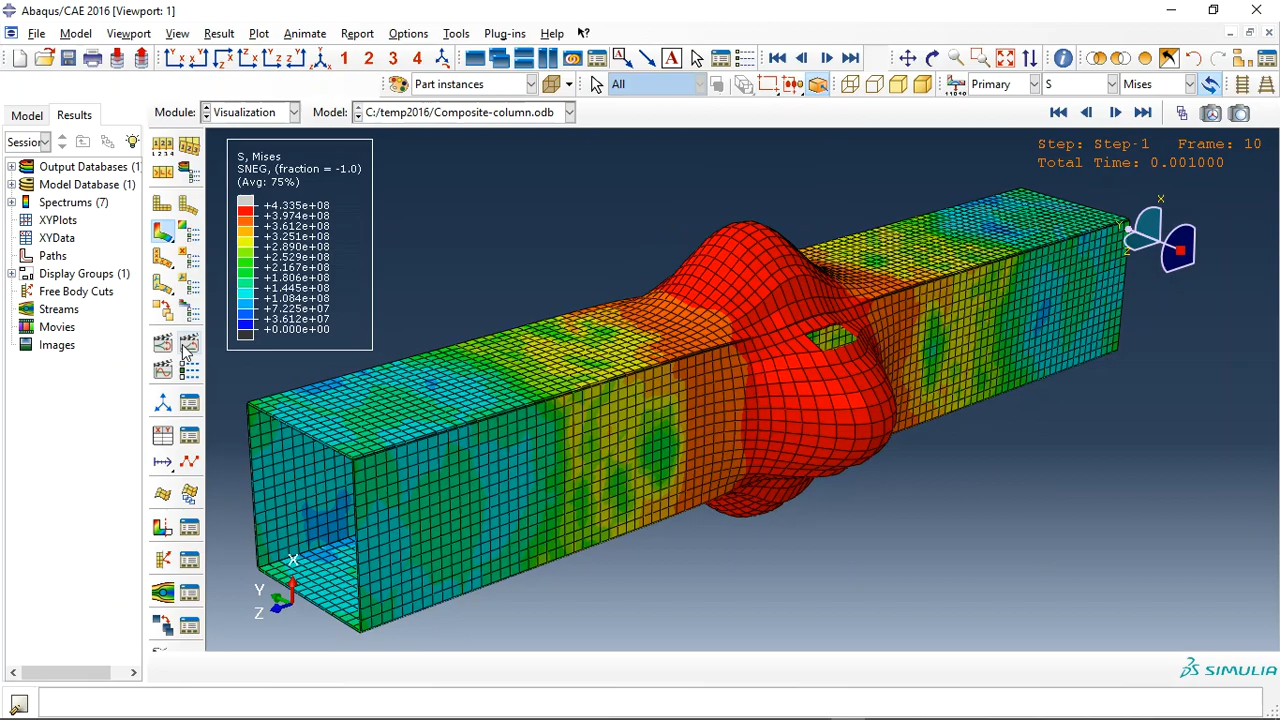 Abaqus/CAE 2016 [Viewport: 1]
File Model Viewport View Result Plot Animate Report Options Tools Plug-ins Help
1 2 3 4
Part instances All Primary S Mises
Model Results Module: Visualization Model: C:/temp2016/Composite-column.odb
Session
Output Databases (1)
Model Database (1)
Spectrums (7)
XYPlots
XYData
Paths
Display Groups (1)
Free Body Cuts
Streams
Movies
Images
S, Mises
SNEG, (fraction = -1.0)
(Avg: 75%)
+4.335e+08
+3.974e+08
+3.612e+08
+3.251e+08
+2.890e+08
+2.529e+08
+2.167e+08
+1.806e+08
+1.445e+08
+1.084e+08
+7.225e+07
+3.612e+07
+0.000e+00
Step: Step-1 Frame: 10
Total Time: 0.001000
X
Z
X
Y
Z
SIMULIA